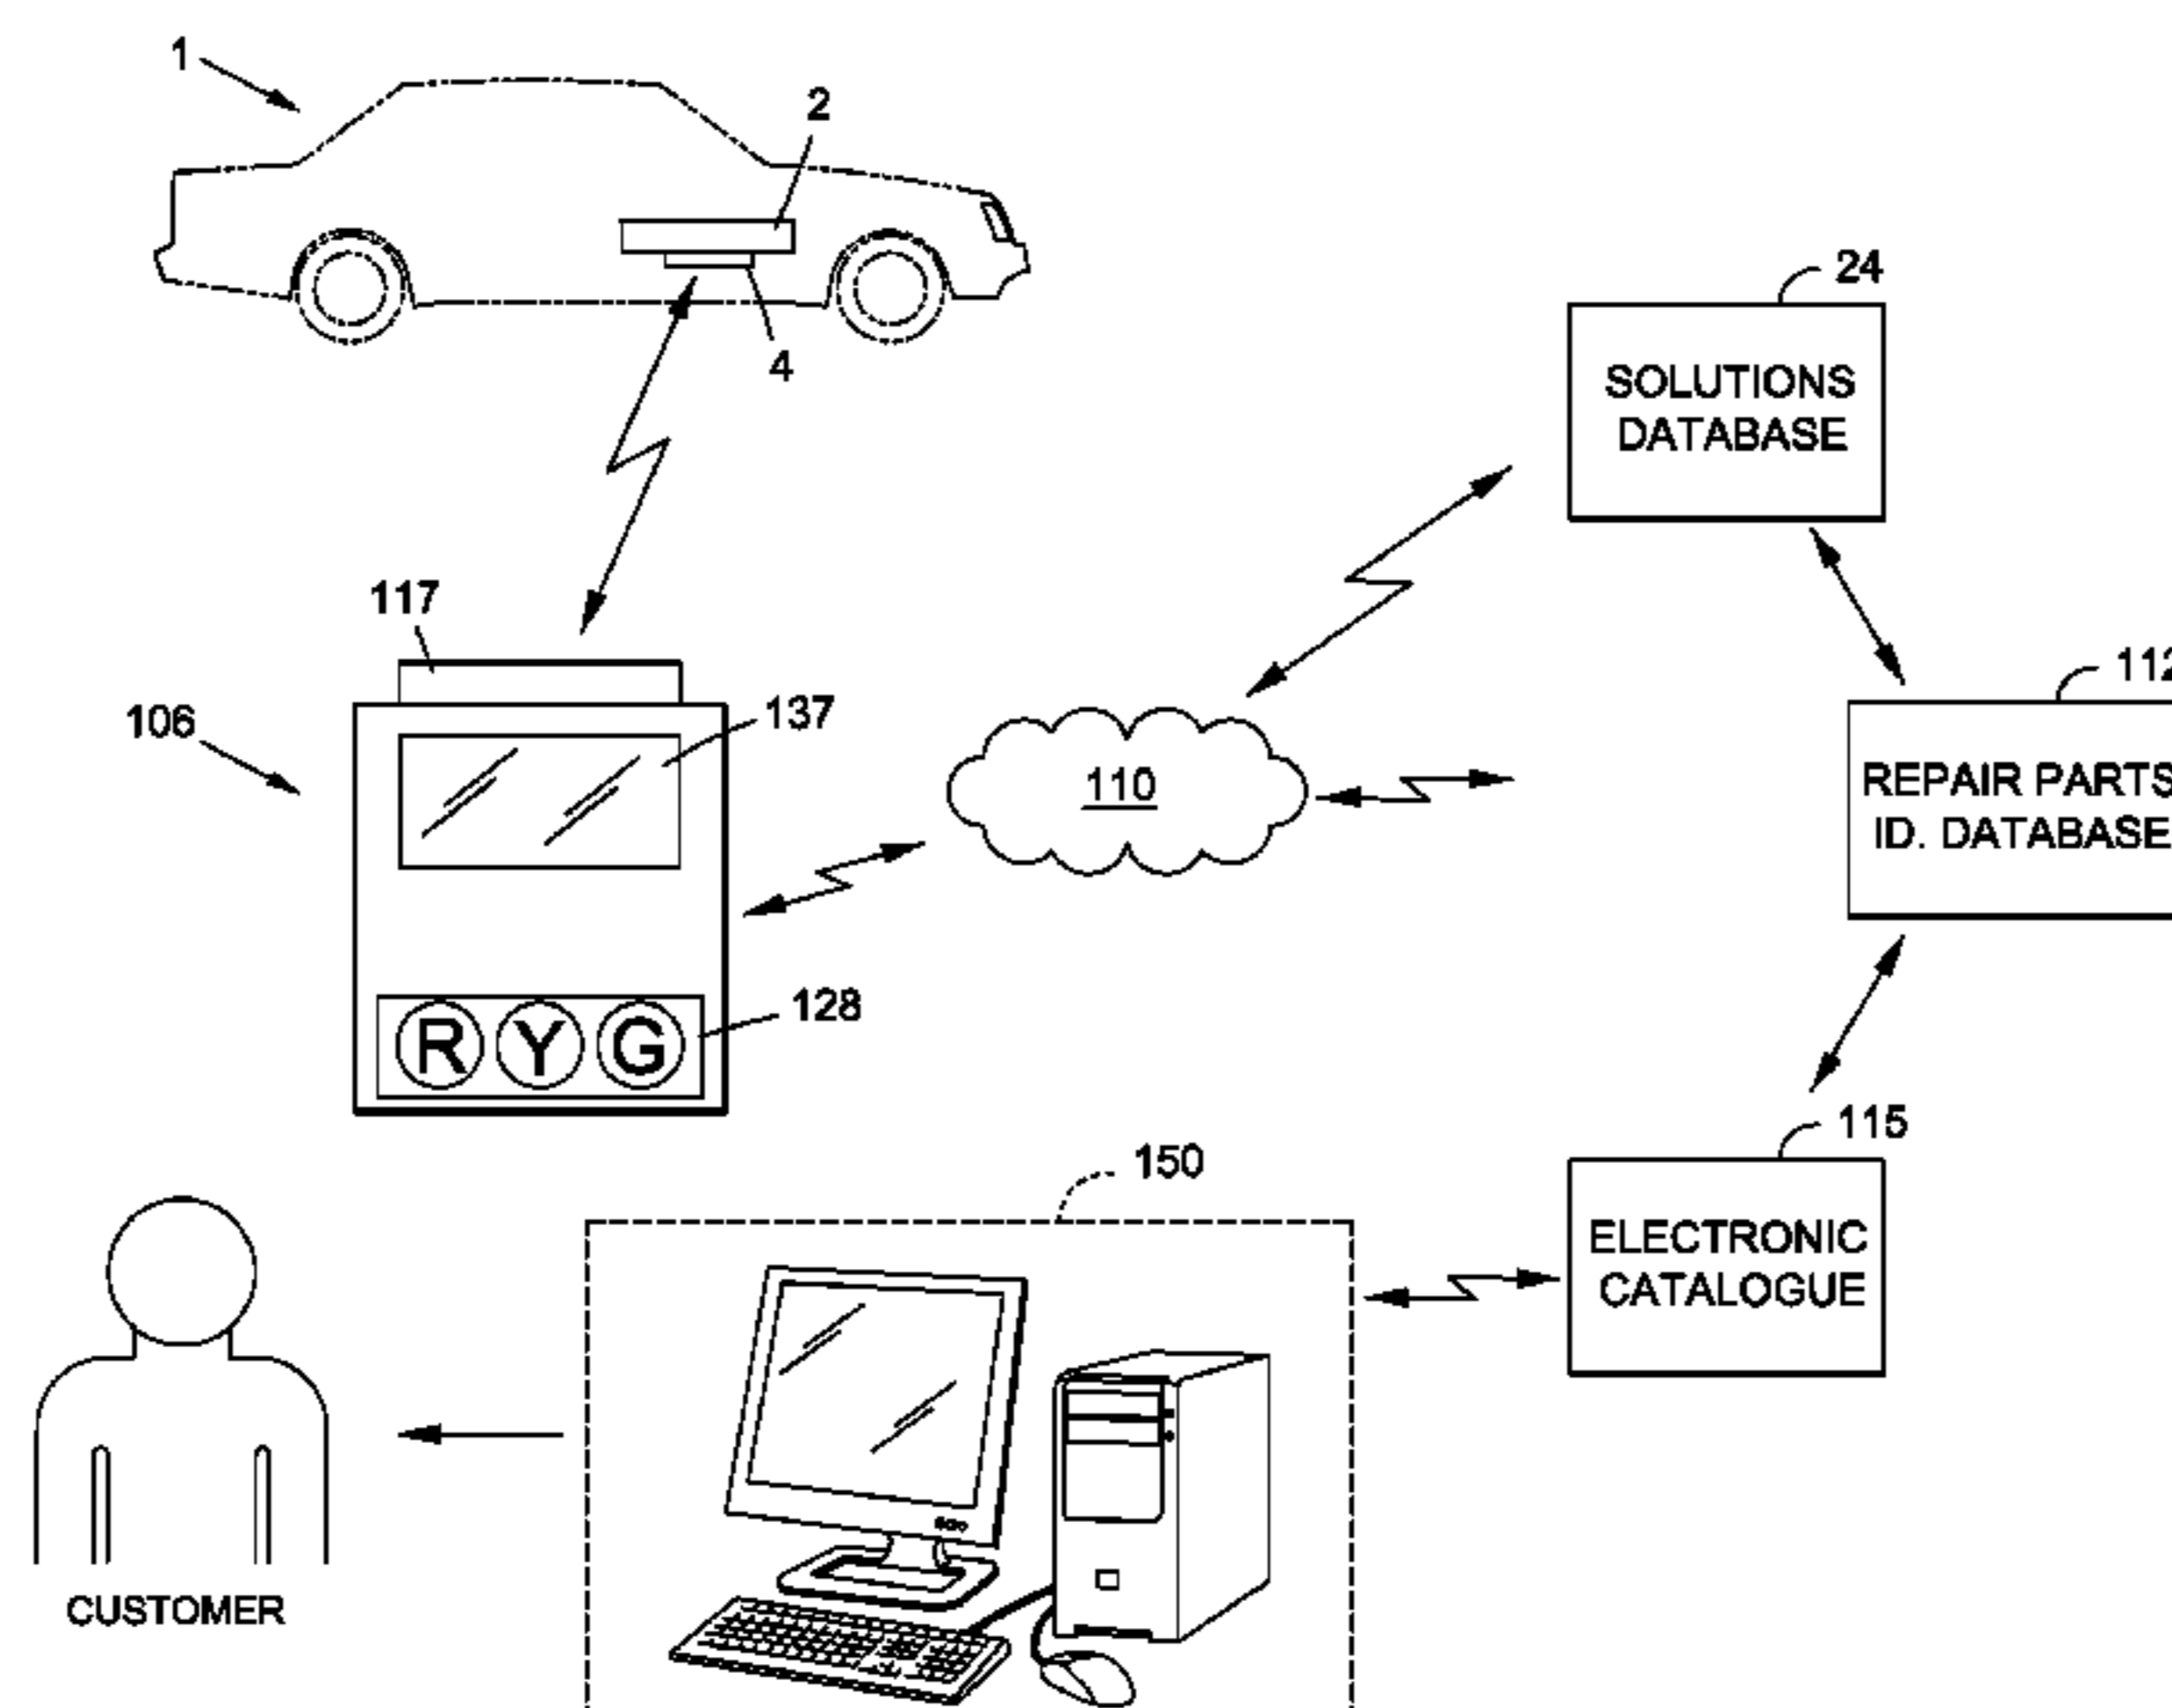 1
2
4
24
SOLUTIONS
DATABASE
117
106
137
110
112
REPAIR PARTS
ID. DATABASE
128
R Y G
115
150
ELECTRONIC
CATALOGUE
CUSTOMER